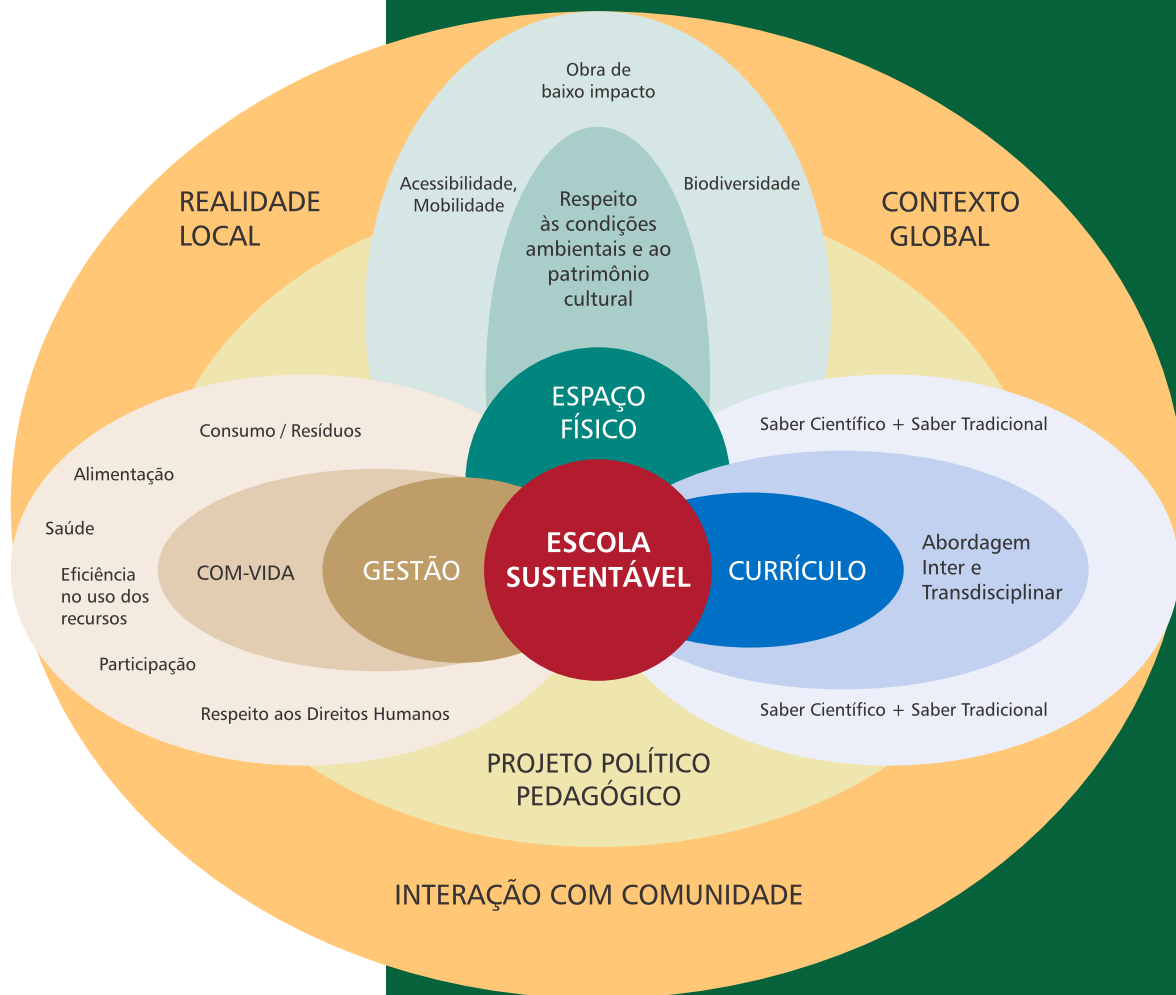 Obra de
baixo impacto
Acessibilidade,
Mobilidade
Biodiversidade
Respeito
às condições
ambientais e ao
patrimônio
cultural
REALIDADE
LOCAL
CONTEXTO
GLOBAL
ESPAÇO
FÍSICO
Consumo / Resíduos
Alimentação
Saúde
Eficiência
no uso dos
recursos
Participação
Respeito aos Direitos Humanos
COM-VIDA
GESTÃO
ESCOLA
SUSTENTÁVEL
CURRÍCULO
Abordagem
Inter e
Transdisciplinar
Saber Científico + Saber Tradicional
Saber Científico + Saber Tradicional
PROJETO POLÍTICO
PEDAGÓGICO
INTERAÇÃO COM COMUNIDADE